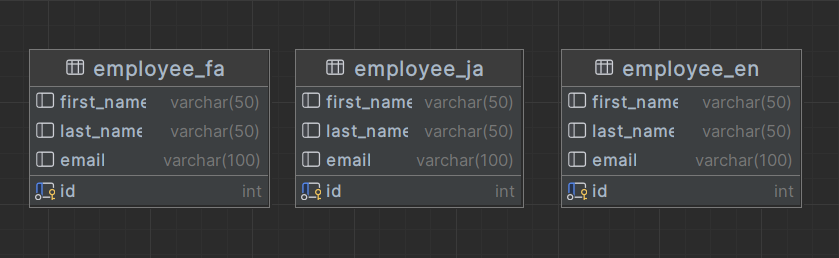 employee_fa
first_name varchar(50)
last_name varchar(50)
email varchar(100)
id int
employee_ja
first_name varchar(50)
last_name varchar(50)
email varchar(100)
id int
employee_en
first_name varchar(50)
last_name varchar(50)
email varchar(100)
id int